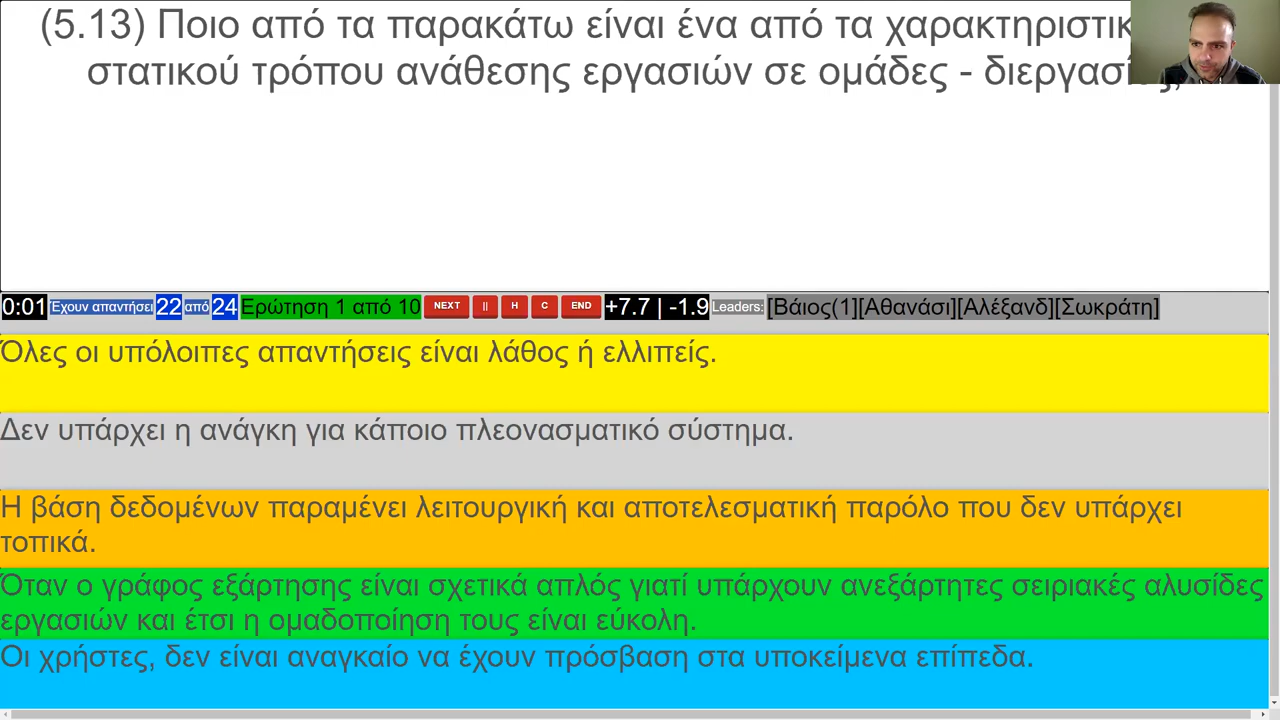 (5.13) Ποιο από τα παρακάτω είναι ένα από τα
στατικού τρόπου ανάθεσης εργασιών σε ομάδες -
0:01 Έχουν απαντήσει 22 από 24 Ερώτηση 1 από 10 NEXT || H C END +7.7 | -1.9 Leaders: [Βάιος(1][Αθανάσι][Αλέξανδ][Σωκράτη]
Όλες οι υπόλοιπες απαντήσεις είναι λάθος ή ελλιπείς.
Δεν υπάρχει η ανάγκη για κάποιο πλεονασματικό σύστημα.
Η βάση δεδομένων παραμένει λειτουργική και αποτελεσματική παρόλο που δεν υπάρχει
τοπικά.
Όταν ο γράφος εξάρτησης είναι σχετικά απλός γιατί υπάρχουν ανεξάρτητες σειριακές αλυσίδες
εργασιών και έτσι η ομαδοποίηση τους είναι εύκολη.
Οι χρήστες, δεν είναι αναγκαίο να έχουν πρόσβαση στα υποκείμενα επίπεδα.